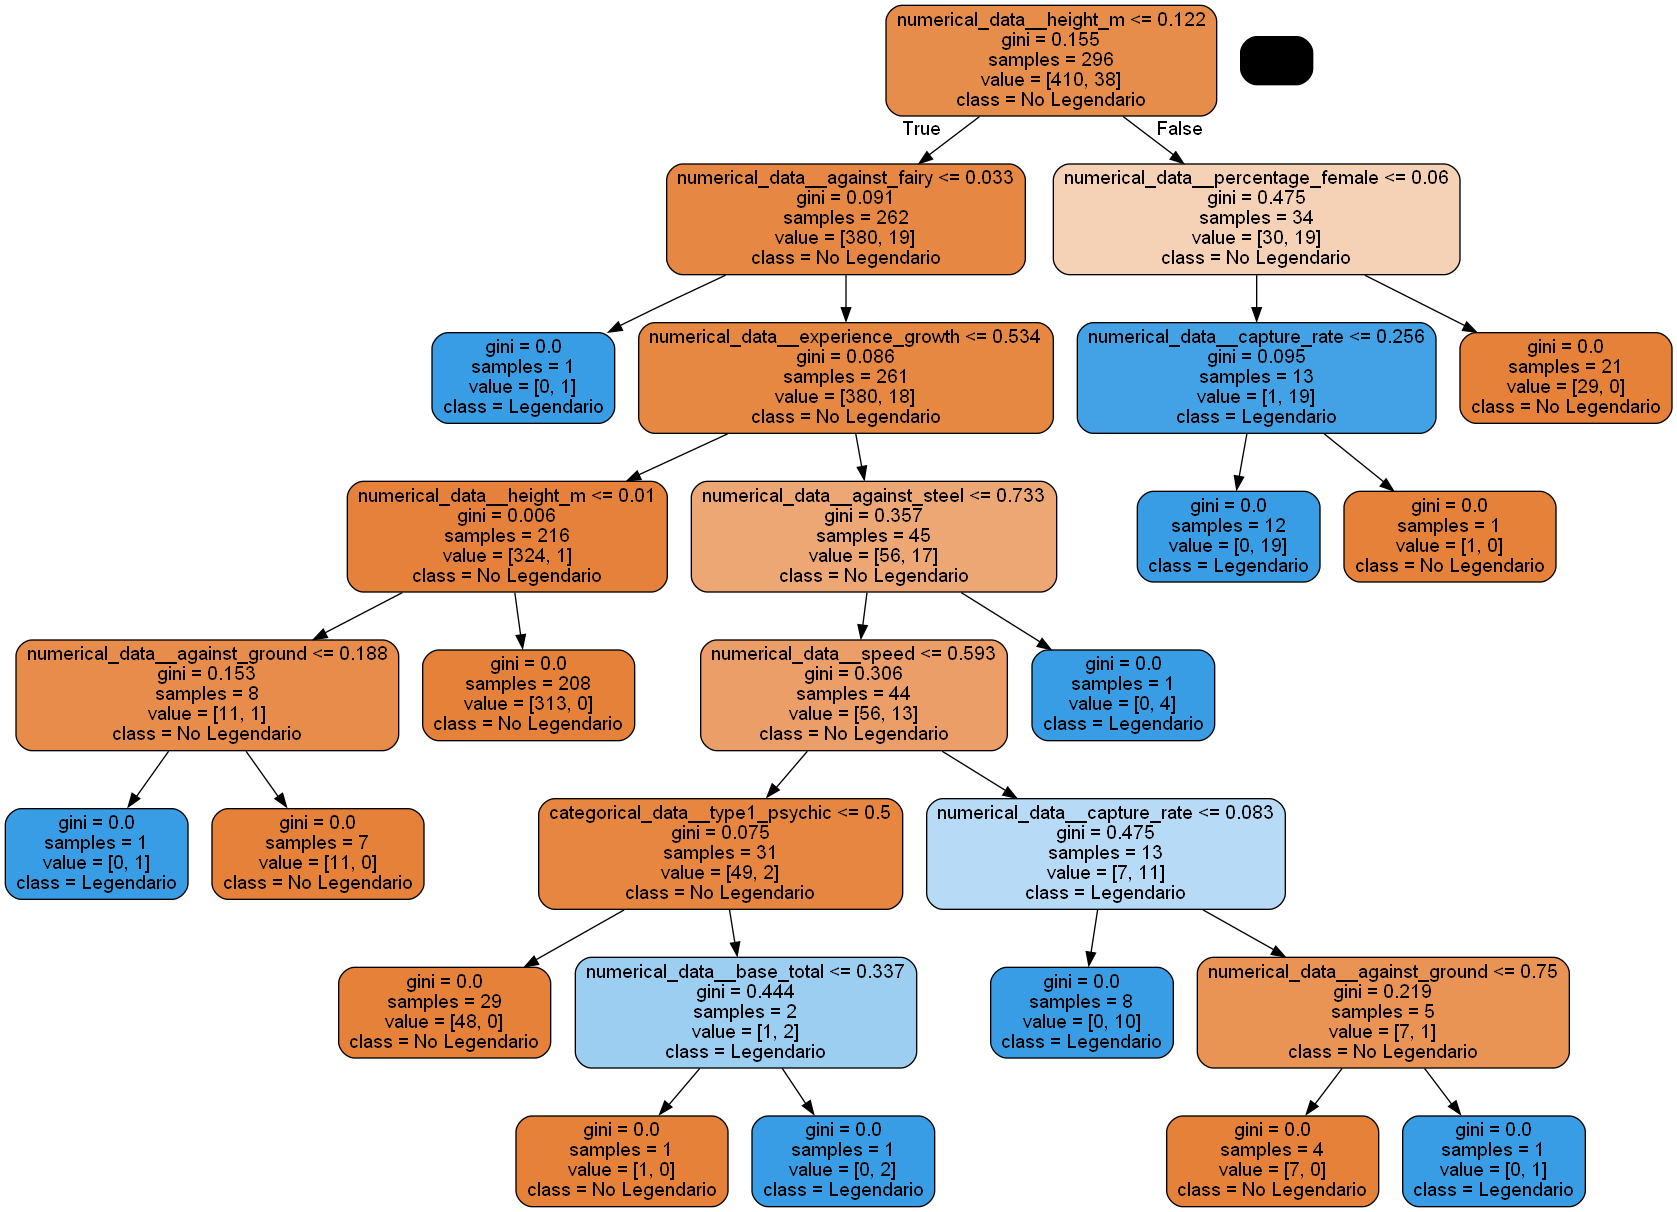 numerical_data__height_m <= 0.122
gini = 0.155
samples = 296
value = [410, 38]
class = No Legendario
True
False
numerical_data__against_fairy <= 0.033
gini = 0.091
samples = 262
value = [380, 19]
class = No Legendario
numerical_data__percentage_female <= 0.06
gini = 0.475
samples = 34
value = [30, 19]
class = No Legendario
gini = 0.0
samples = 1
value = [0, 1]
class = Legendario
numerical_data__experience_growth <= 0.534
gini = 0.086
samples = 261
value = [380, 18]
class = No Legendario
numerical_data__capture_rate <= 0.256
gini = 0.095
samples = 13
value = [1, 19]
class = Legendario
gini = 0.0
samples = 21
value = [29, 0]
class = No Legendario
numerical_data__height_m <= 0.01
gini = 0.006
samples = 216
value = [324, 1]
class = No Legendario
numerical_data__against_steel <= 0.733
gini = 0.357
samples = 45
value = [56, 17]
class = No Legendario
gini = 0.0
samples = 12
value = [0, 19]
class = Legendario
gini = 0.0
samples = 1
value = [1, 0]
class = No Legendario
numerical_data__against_ground <= 0.188
gini = 0.153
samples = 8
value = [11, 1]
class = No Legendario
gini = 0.0
samples = 208
value = [313, 0]
class = No Legendario
numerical_data__speed <= 0.593
gini = 0.306
samples = 44
value = [56, 13]
class = No Legendario
gini = 0.0
samples = 1
value = [0, 4]
class = Legendario
gini = 0.0
samples = 1
value = [0, 1]
class = Legendario
gini = 0.0
samples = 7
value = [11, 0]
class = No Legendario
categorical_data__type1_psychic <= 0.5
gini = 0.075
samples = 31
value = [49, 2]
class = No Legendario
numerical_data__capture_rate <= 0.083
gini = 0.475
samples = 13
value = [7, 11]
class = Legendario
gini = 0.0
samples = 29
value = [48, 0]
class = No Legendario
numerical_data__base_total <= 0.337
gini = 0.444
samples = 2
value = [1, 2]
class = Legendario
gini = 0.0
samples = 8
value = [0, 10]
class = Legendario
numerical_data__against_ground <= 0.75
gini = 0.219
samples = 5
value = [7, 1]
class = No Legendario
gini = 0.0
samples = 1
value = [1, 0]
class = No Legendario
gini = 0.0
samples = 1
value = [0, 2]
class = Legendario
gini = 0.0
samples = 4
value = [7, 0]
class = No Legendario
gini = 0.0
samples = 1
value = [0, 1]
class = Legendario